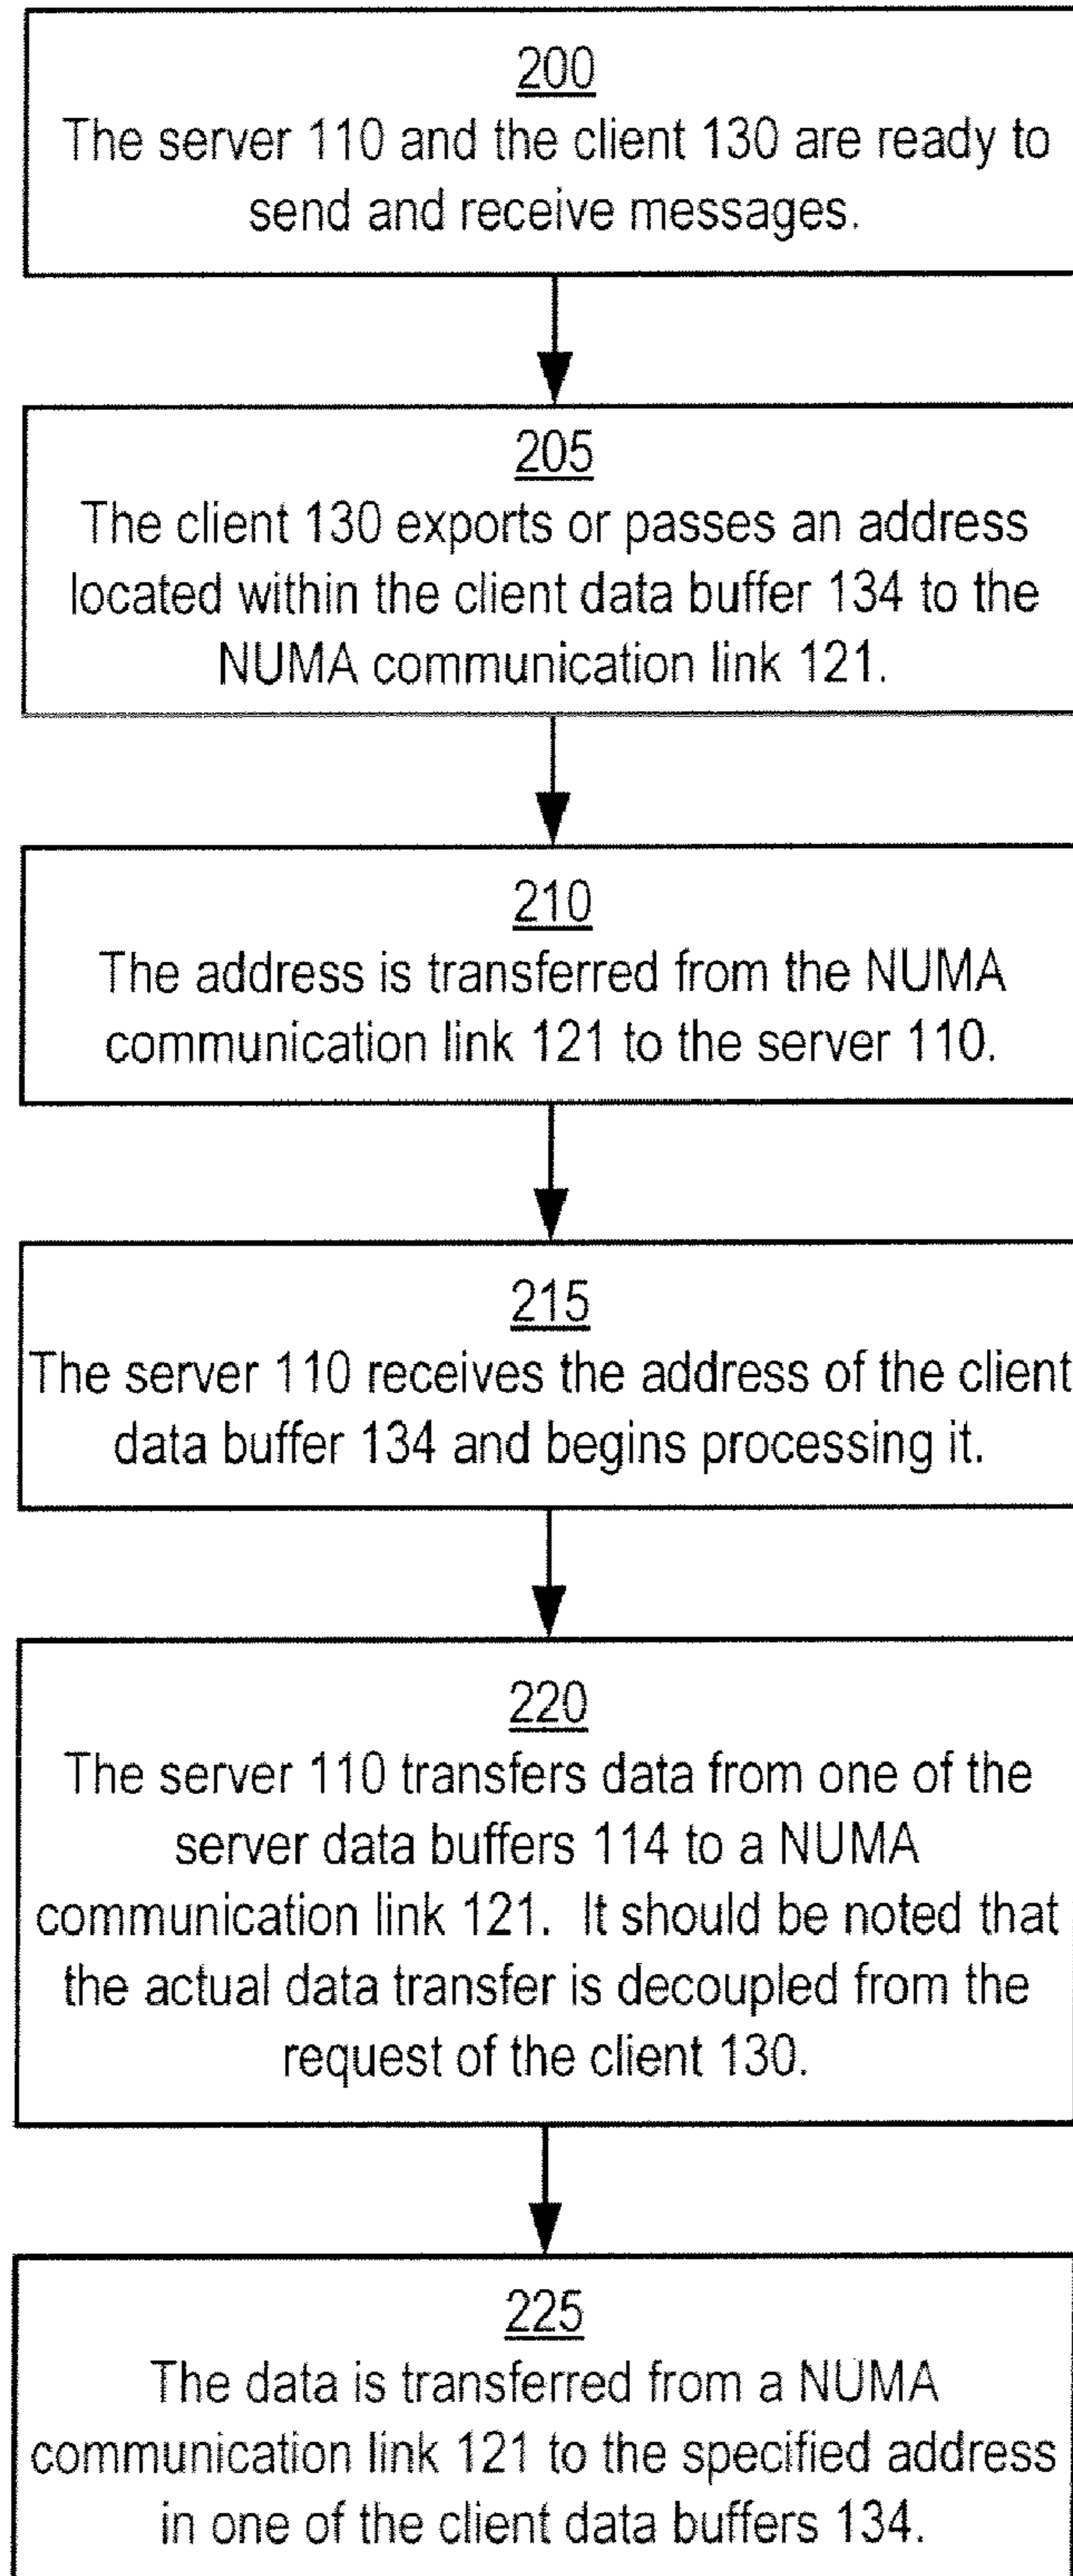 200
The server 110 and the client 130 are ready to
send and receive messages.
205
The client 130 exports or passes an address
located within the client data buffer 134 to the
NUMA communication link 121.
210
The address is transferred from the NUMA
communication link 121 to the server 110.
215
The server 110 receives the address of the client
data buffer 134 and begins processing it.
220
The server 110 transfers data from one of the
server data buffers 114 to a NUMA
communication link 121. It should be noted that
the actual data transfer is decoupled from the
request of the client 130.
225
The data is transferred from a NUMA
communication link 121 to the specified address
in one of the client data buffers 134.